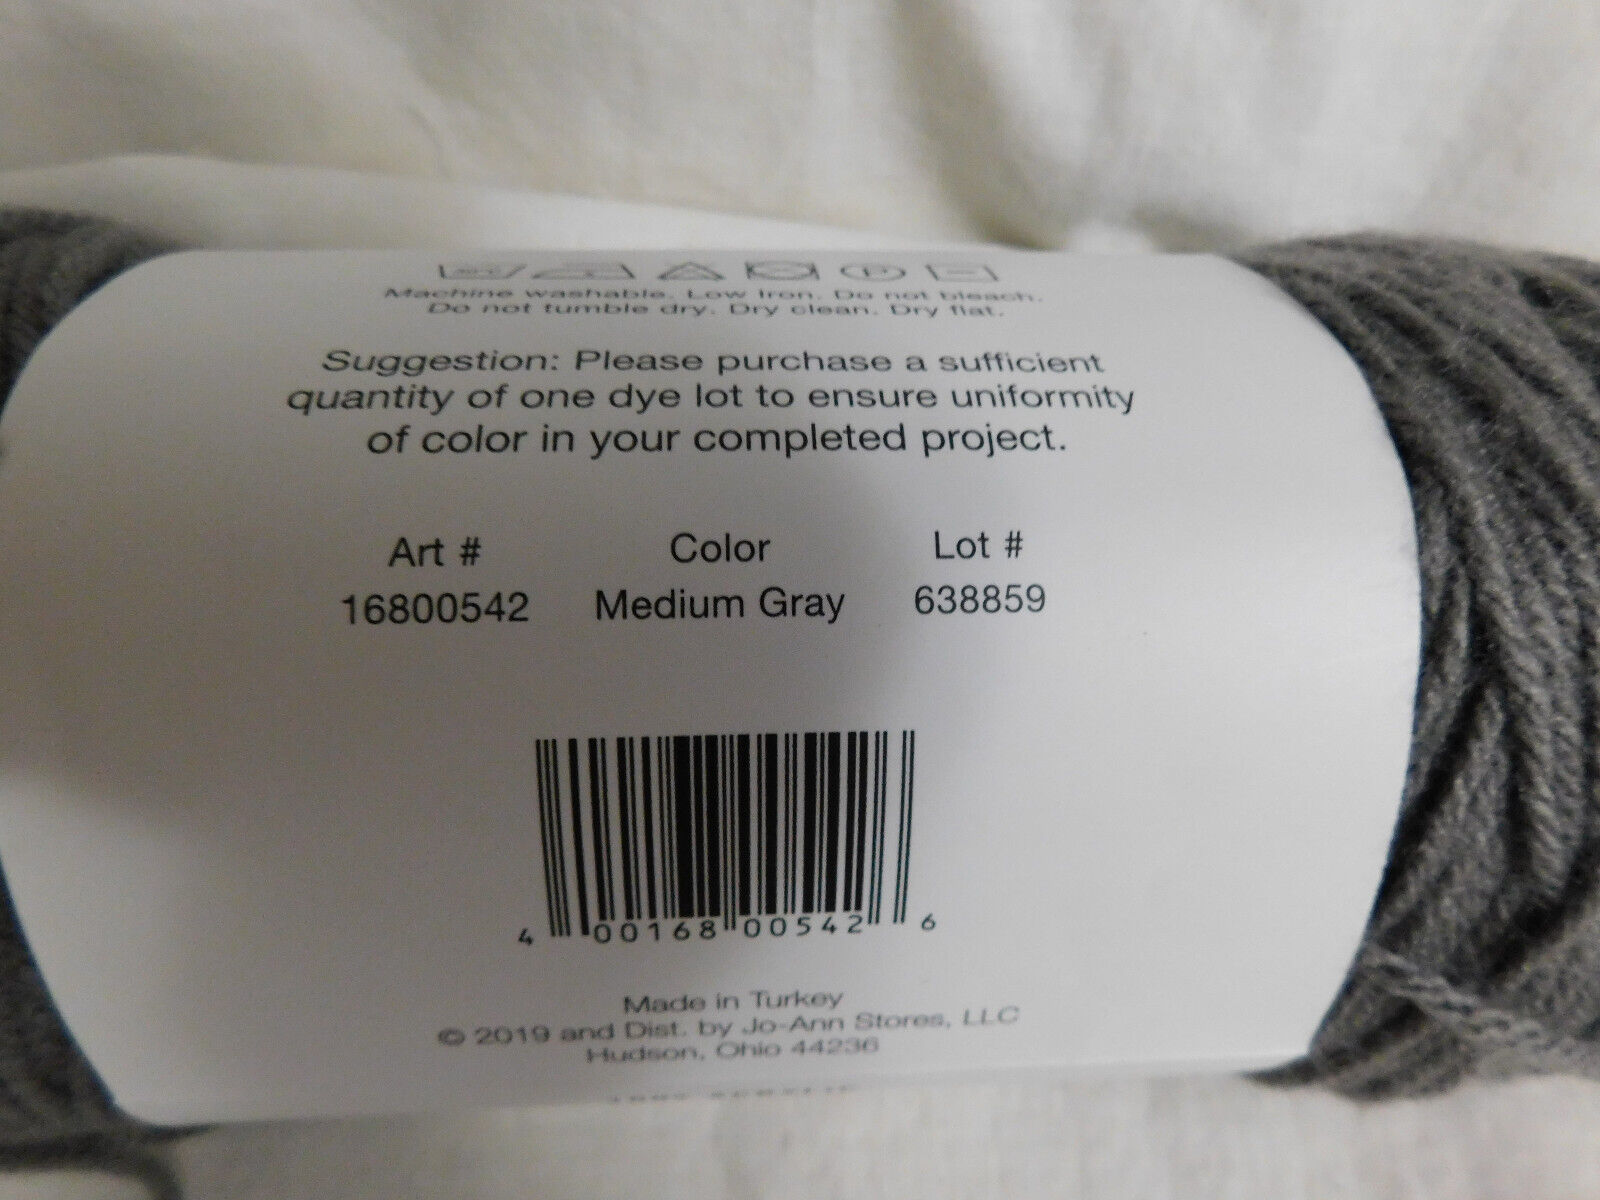 Machine washable. Low Iron. Do not bleach.
Do not tumble dry. Dry clean. Dry flat.
Suggestion: Please purchase a sufficient
quantity of one dye lot to ensure uniformity
of color in your completed project.
Art # Color Lot #
16800542 Medium Gray 638859
4 00168 00542 6
Made in Turkey
© 2019 and Dist. by Jo-Ann Stores, LLC
Hudson, Ohio 44236